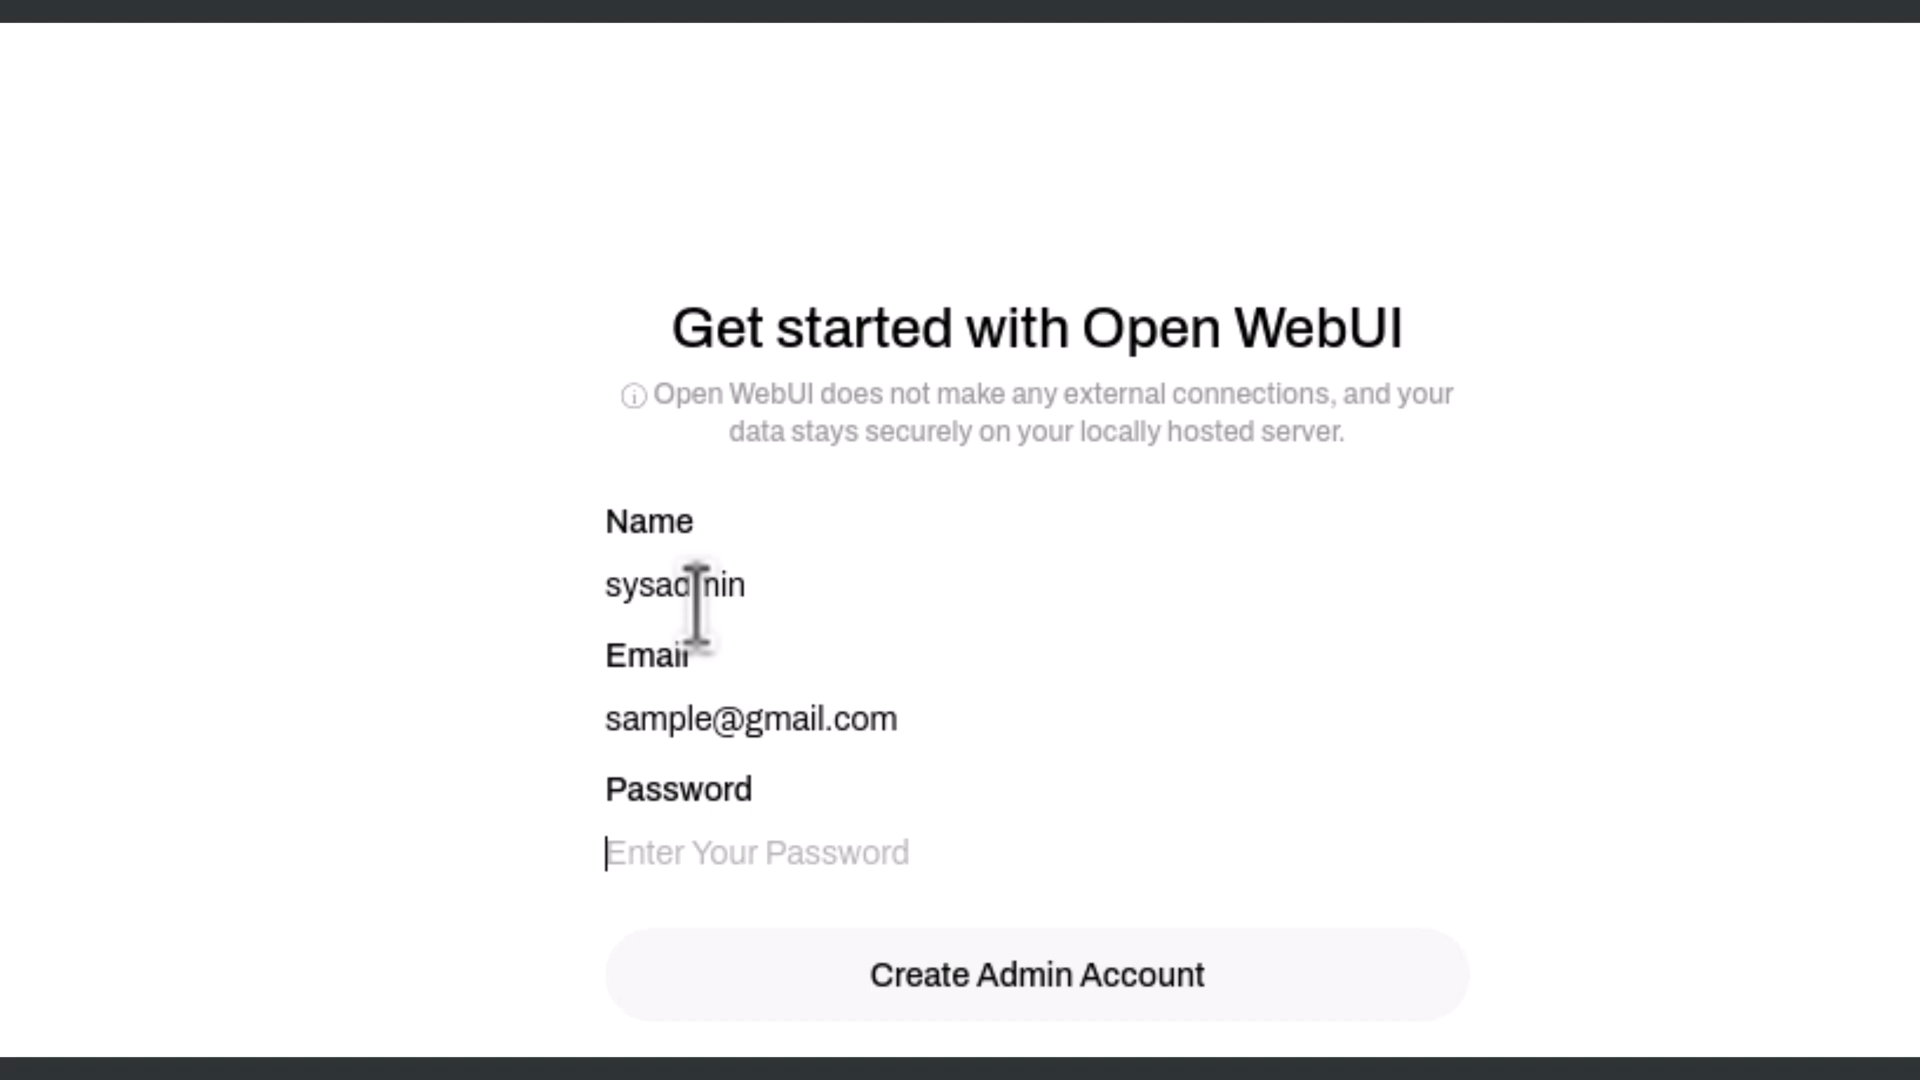 Get started with Open WebUI
ⓘ Open WebUI does not make any external connections, and your
data stays securely on your locally hosted server.
Name
sysadmin
Email
sample@gmail.com
Password
Enter Your Password
Create Admin Account